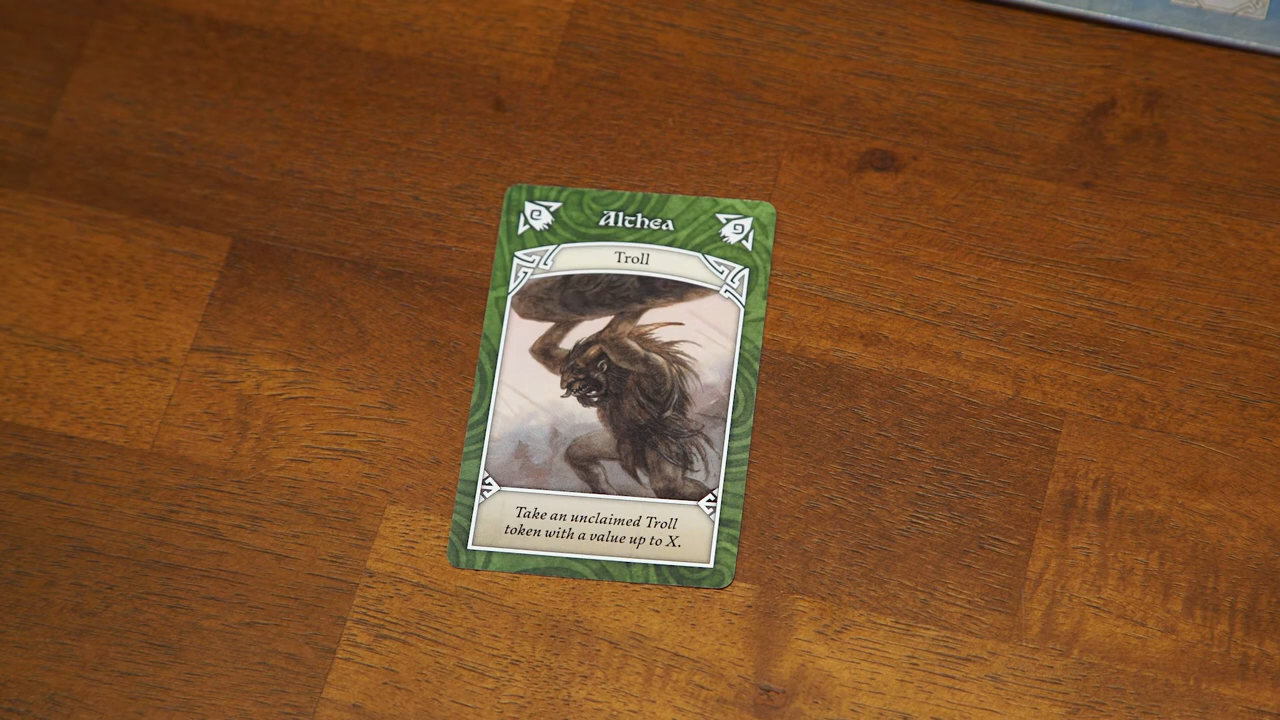 Althea
Troll
Take an unclaimed Troll
token with a value up to X.